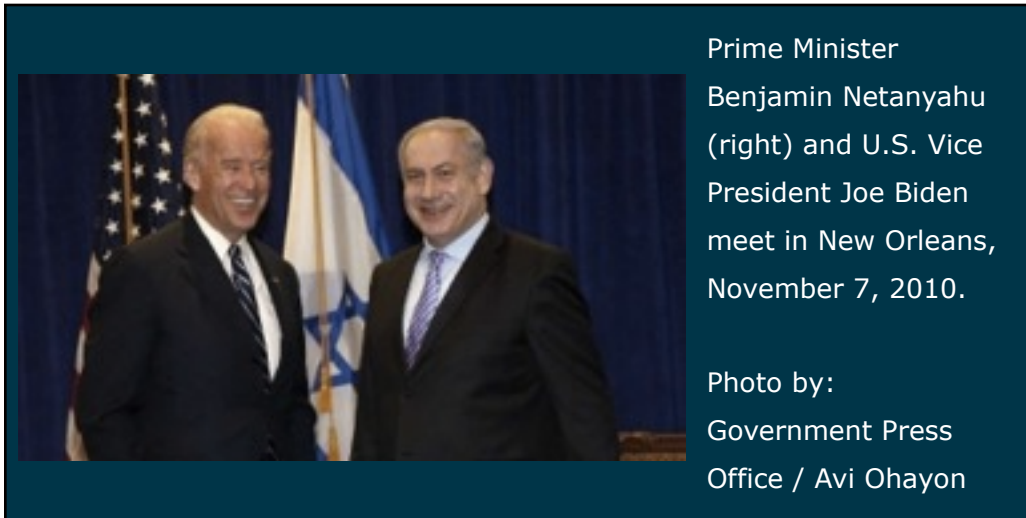 Prime Minister
Benjamin Netanyahu
(right) and U.S. Vice
President Joe Biden
meet in New Orleans,
November 7, 2010.
Photo by:
Government Press
Office / Avi Ohayon